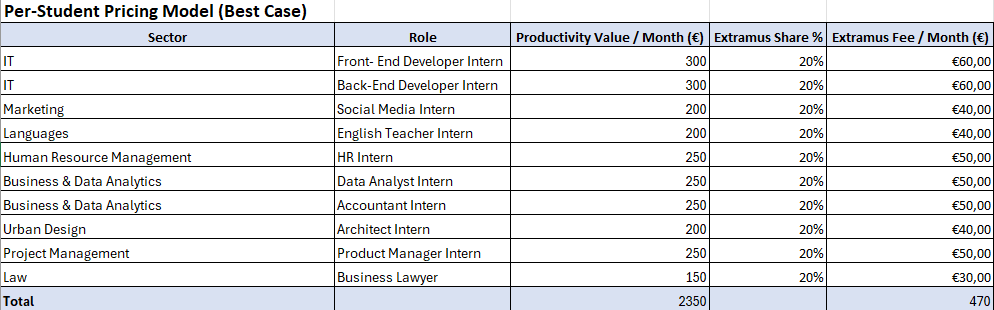 Per-Student Pricing Model (Best Case)
Sector Role Productivity Value / Month (€) Extramus Share % Extramus Fee / Month (€)
IT Front- End Developer Intern 300 20% €60,00
IT Back-End Developer Intern 300 20% €60,00
Marketing Social Media Intern 200 20% €40,00
Languages English Teacher Intern 200 20% €40,00
Human Resource Management HR Intern 250 20% €50,00
Business & Data Analytics Data Analyst Intern 250 20% €50,00
Business & Data Analytics Accountant Intern 250 20% €50,00
Urban Design Architect Intern 200 20% €40,00
Project Management Product Manager Intern 250 20% €50,00
Law Business Lawyer 150 20% €30,00
Total 2350 470